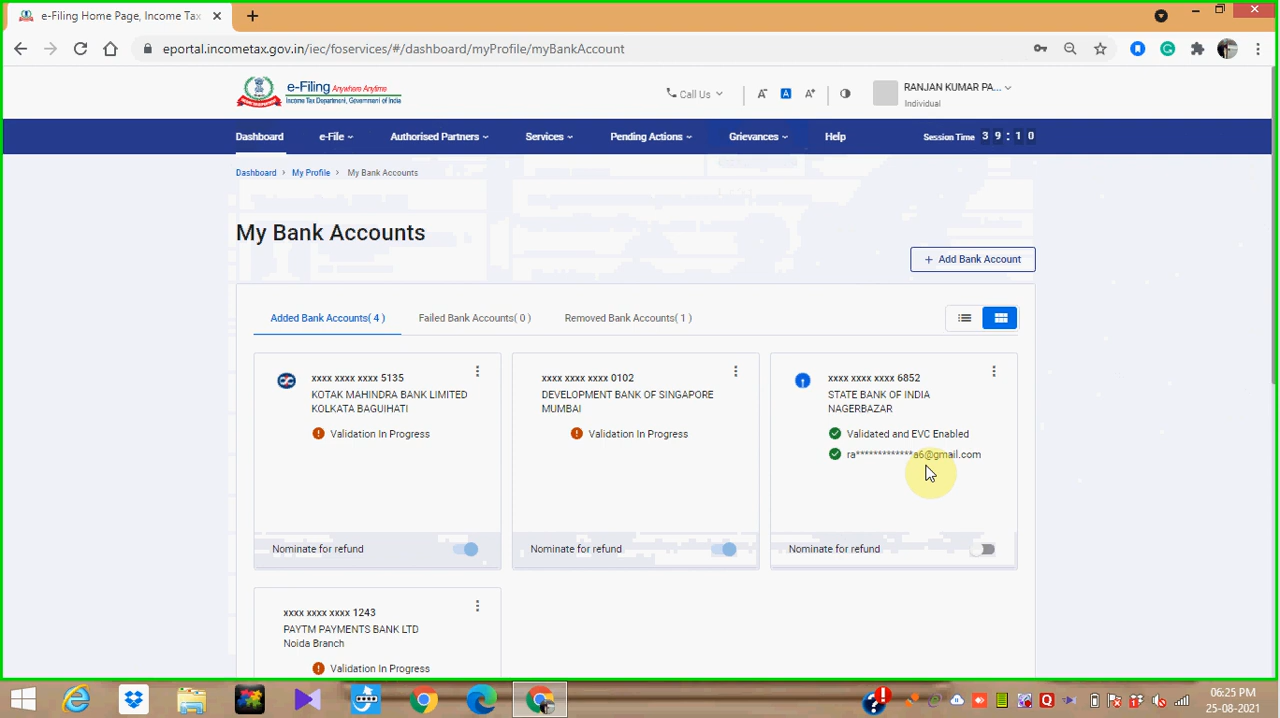 e-Filing Home Page, Income Tax
eportal.incometax.gov.in/iec/foservices/#/dashboard/myProfile/myBankAccount
e-Filing Anywhere Anytime
Income Tax Department, Government of India
Call Us
A-
A
A+
RANJAN KUMAR PA...
Individual
Dashboard
e-File
Authorised Partners
Services
Pending Actions
Grievances
Help
Session Time 3 9 : 1 0
Dashboard > My Profile > My Bank Accounts
My Bank Accounts
+ Add Bank Account
Added Bank Accounts( 4 )
Failed Bank Accounts( 0 )
Removed Bank Accounts( 1 )
xxxx xxxx xxxx 5135
KOTAK MAHINDRA BANK LIMITED
KOLKATA BAGUIHATI
Validation In Progress
Nominate for refund
xxxx xxxx xxxx 0102
DEVELOPMENT BANK OF SINGAPORE
MUMBAI
Validation In Progress
Nominate for refund
xxxx xxxx xxxx 6852
STATE BANK OF INDIA
NAGERBAZAR
Validated and EVC Enabled
ra*************a6@gmail.com
Nominate for refund
xxxx xxxx xxxx 1243
PAYTM PAYMENTS BANK LTD
Noida Branch
Validation In Progress
06:25 PM
25-08-2021